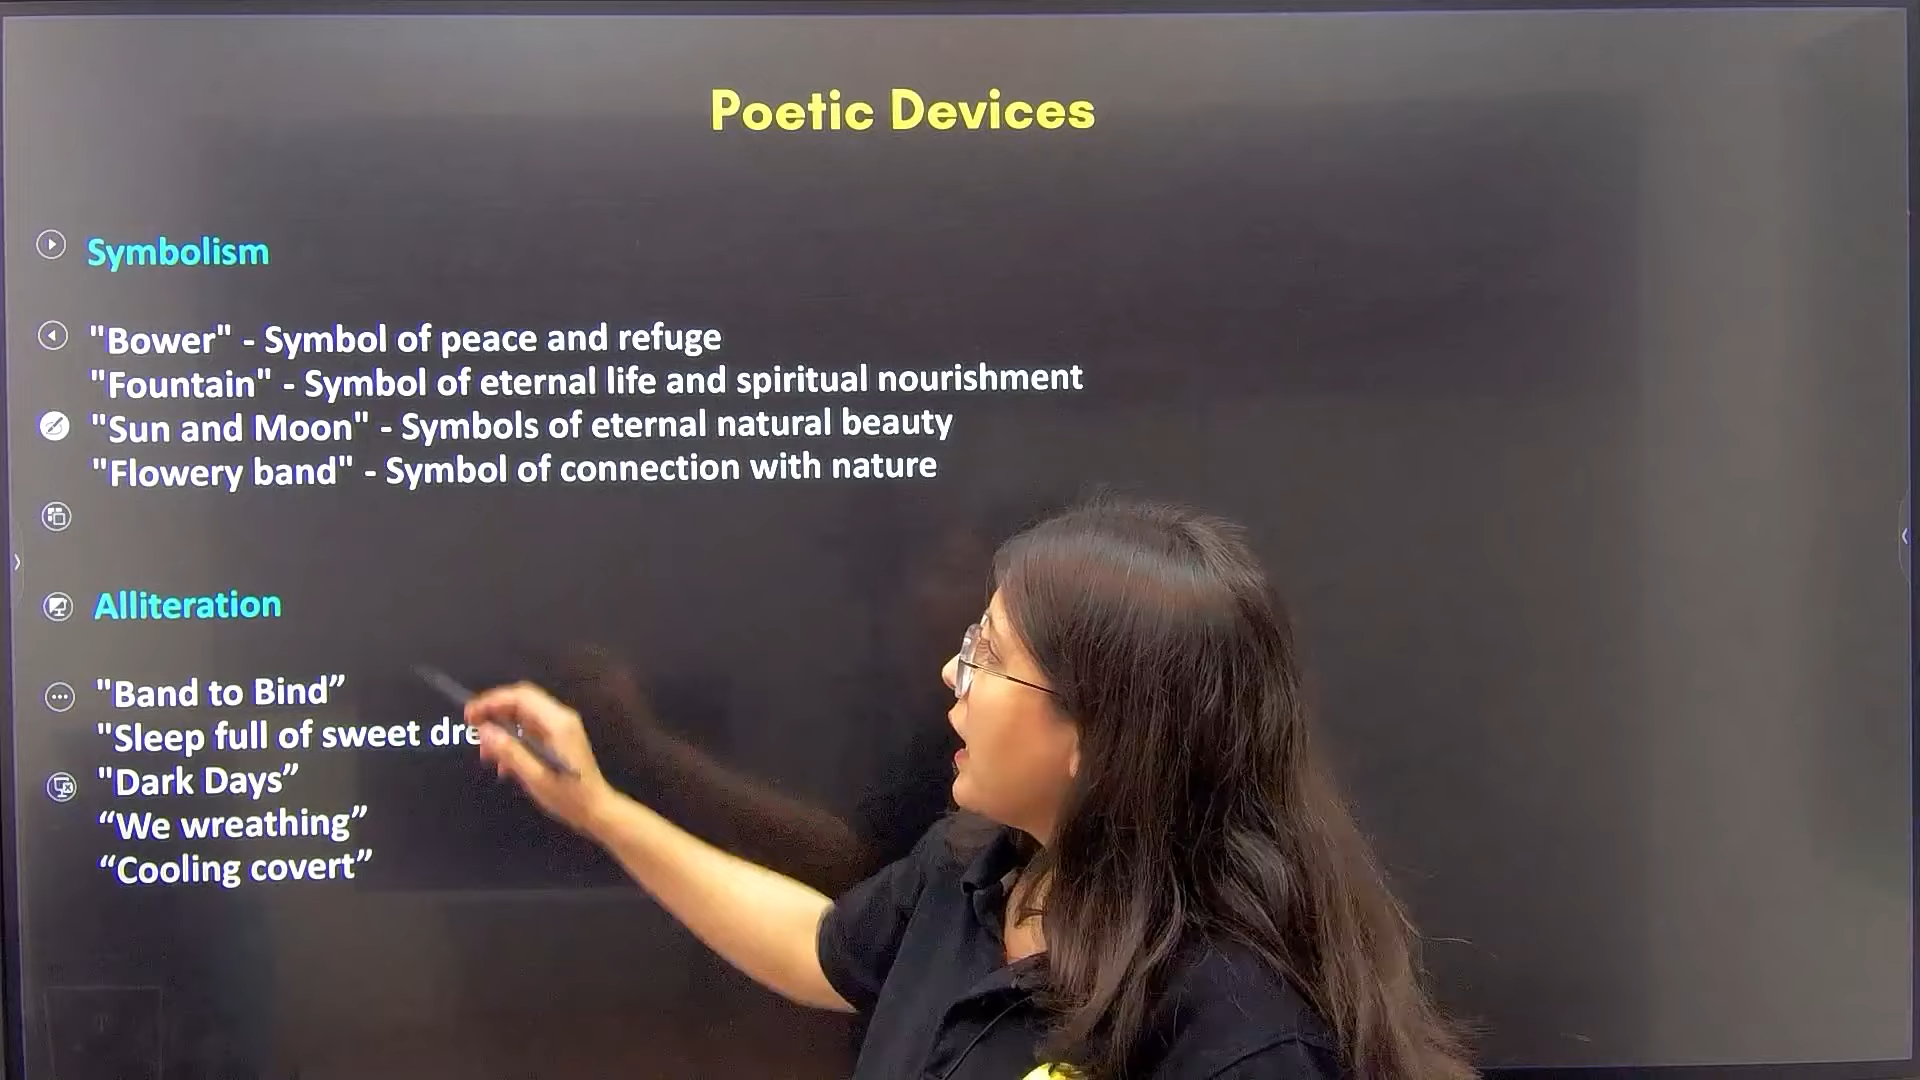 Poetic Devices
Symbolism
"Bower" - Symbol of peace and refuge
"Fountain" - Symbol of eternal life and spiritual nourishment
"Sun and Moon" - Symbols of eternal natural beauty
"Flowery band" - Symbol of connection with nature
Alliteration
"Band to Bind”
"Sleep full of sweet
"Dark Days”
“We wreathing”
“Cooling covert”